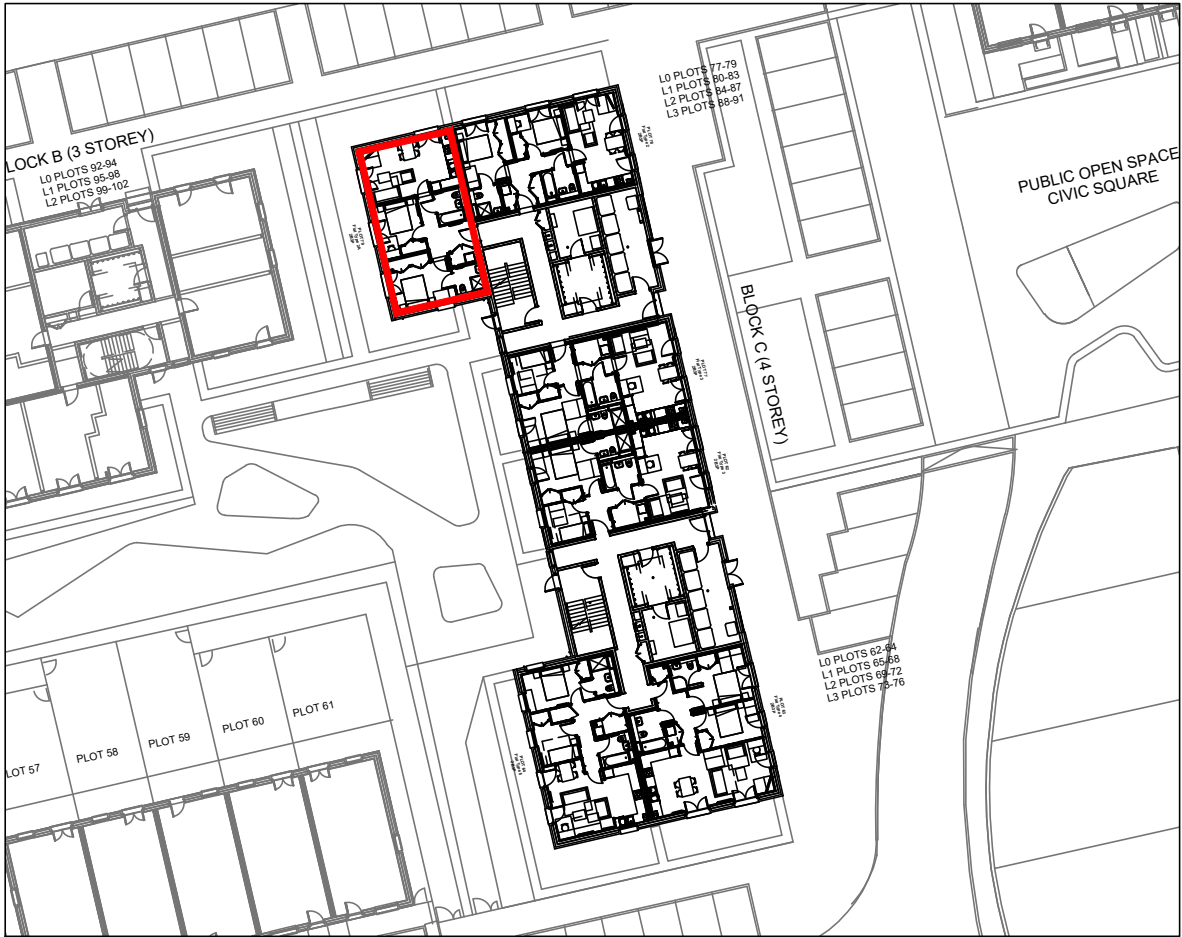 LOCK B (3 STOREY)
L0 PLOTS 92-94
L1 PLOTS 95-98
L2 PLOTS 99-102
L0 PLOTS 77-79
L1 PLOTS 80-83
L2 PLOTS 84-87
L3 PLOTS 88-91
PUBLIC OPEN SPACE
CIVIC SQUARE
BLOCK C (4 STOREY)
L0 PLOTS 62-64
L1 PLOTS 65-68
L2 PLOTS 69-72
L3 PLOTS 73-76
LOT 57
PLOT 58
PLOT 59
PLOT 60
PLOT 61